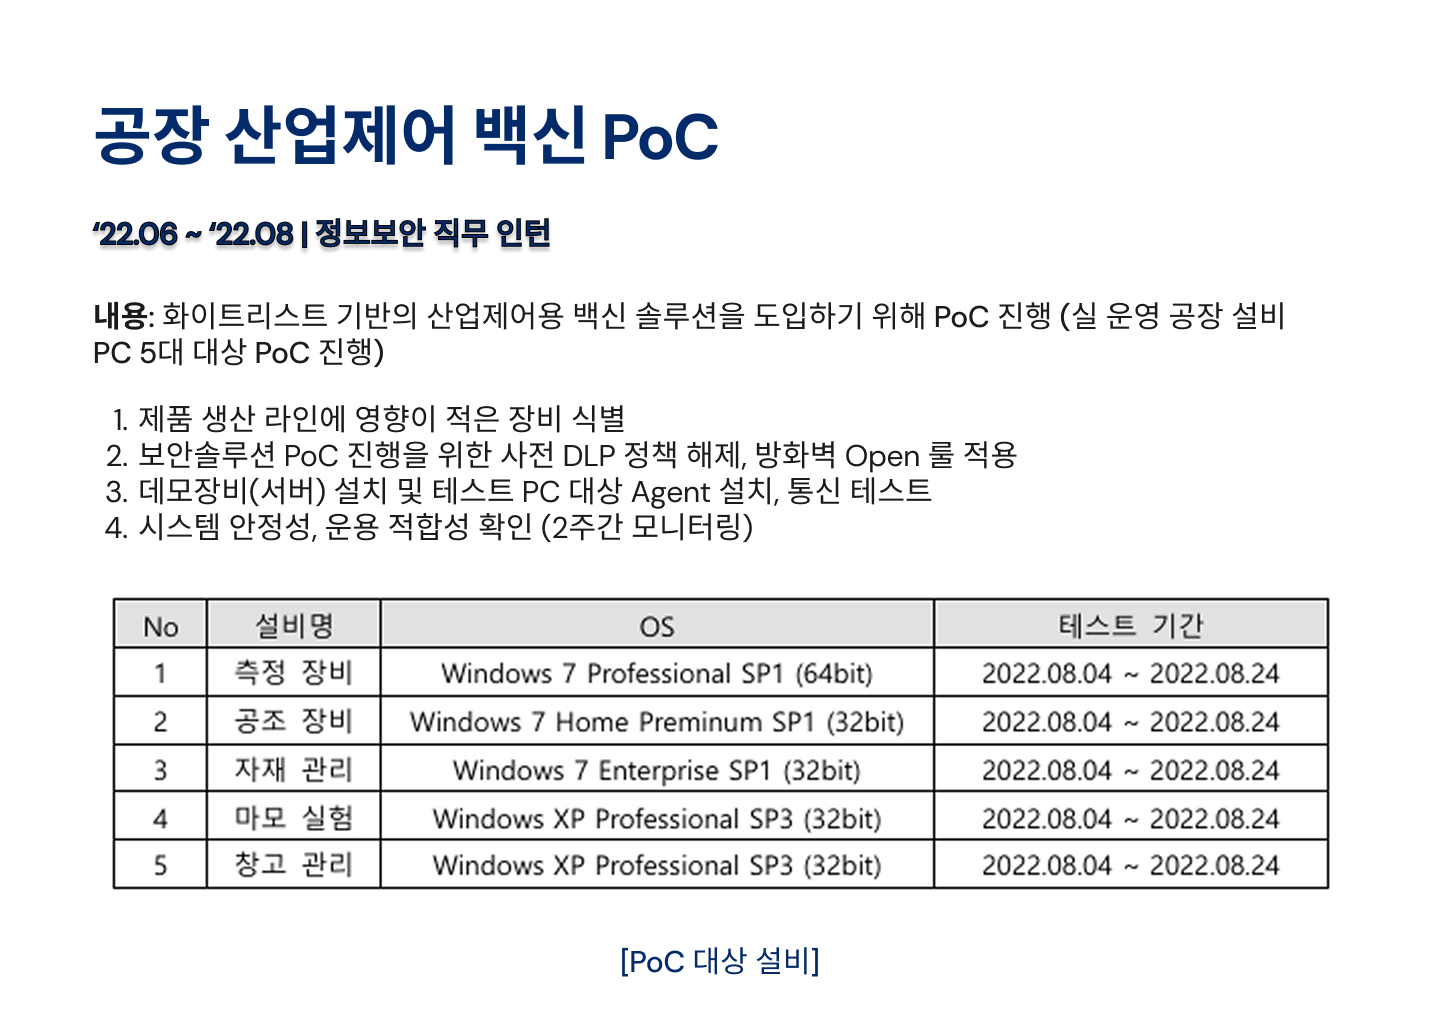 공장 산업제어 백신 PoC
‘22.06 ~ ‘22.08 | 정보보안 직무 인턴
내용: 화이트리스트 기반의 산업제어용 백신 솔루션을 도입하기 위해 PoC 진행 (실 운영 공장 설비
PC 5대 대상 PoC 진행)
1. 제품 생산 라인에 영향이 적은 장비 식별
2. 보안솔루션 PoC 진행을 위한 사전 DLP 정책 해제, 방화벽 Open 룰 적용
3. 데모장비(서버) 설치 및 테스트 PC 대상 Agent 설치, 통신 테스트
4. 시스템 안정성, 운용 적합성 확인 (2주간 모니터링)
No 설비명 OS 테스트 기간
1 측정 장비 Windows 7 Professional SP1 (64bit) 2022.08.04 ~ 2022.08.24
2 공조 장비 Windows 7 Home Preminum SP1 (32bit) 2022.08.04 ~ 2022.08.24
3 자재 관리 Windows 7 Enterprise SP1 (32bit) 2022.08.04 ~ 2022.08.24
4 마모 실험 Windows XP Professional SP3 (32bit) 2022.08.04 ~ 2022.08.24
5 창고 관리 Windows XP Professional SP3 (32bit) 2022.08.04 ~ 2022.08.24
[PoC 대상 설비]